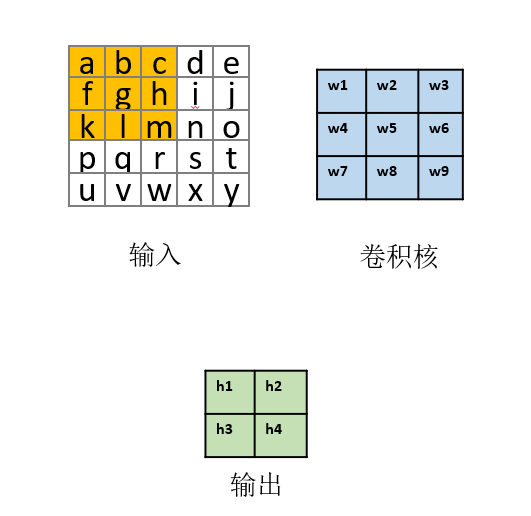 a b c d e
f g h i j
k l m n o
p q r s t
u v w x y
输入
w1 w2 w3
w4 w5 w6
w7 w8 w9
卷积核
h1 h2
h3 h4
输出